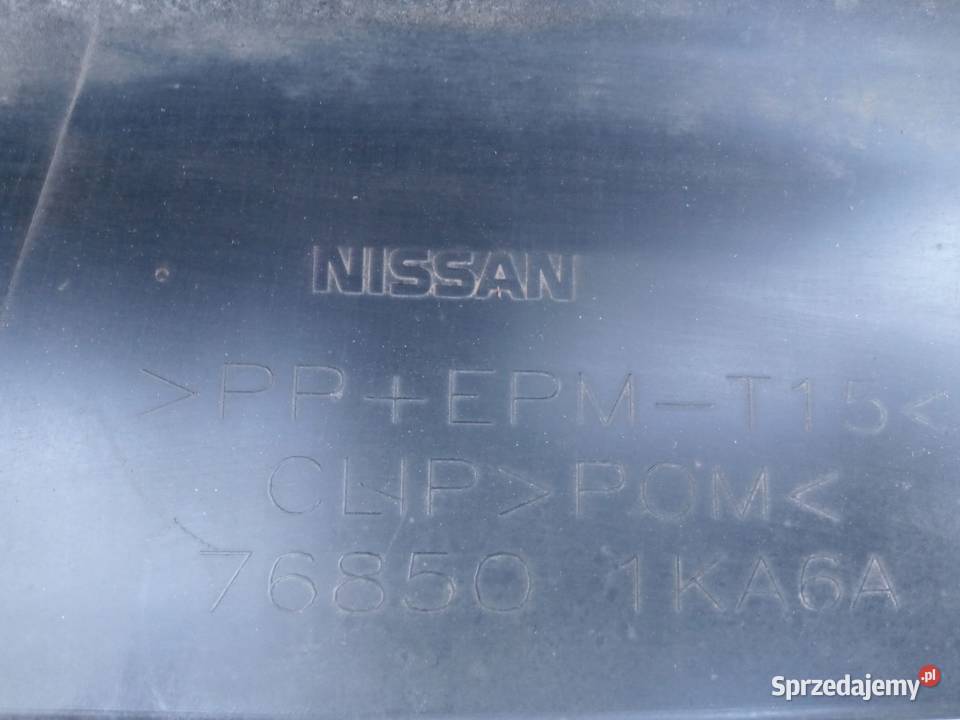 NISSAN
>PP+EPM-T15<
CLIP>POM<
76850 1KA6A
Sprzedajemy.pl